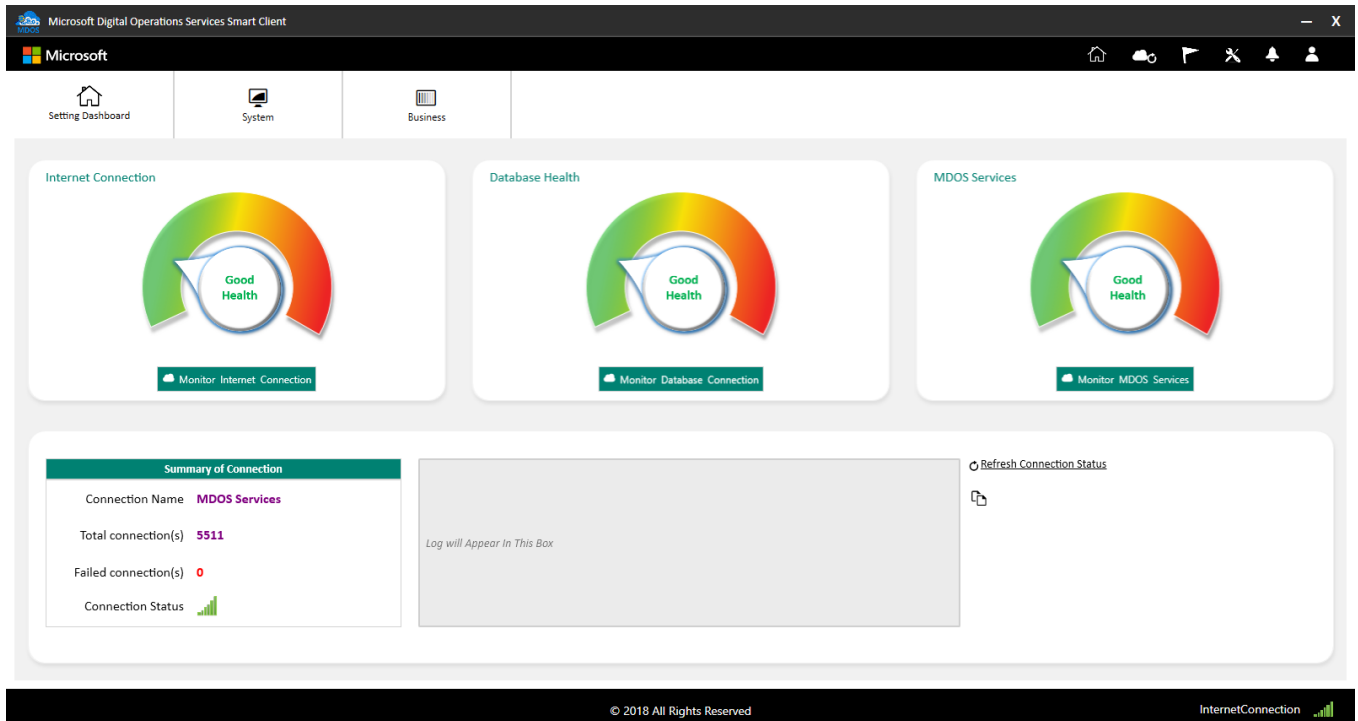 MDOS
Microsoft Digital Operations Services Smart Client
X
Microsoft
Setting Dashboard
System
Business
Internet Connection
Good
Health
Monitor Internet Connection
Database Health
Good
Health
Monitor Database Connection
MDOS Services
Good
Health
Monitor MDOS Services
Summary of Connection
Connection Name MDOS Services
Total connection(s) 5511
Failed connection(s) 0
Connection Status
Log will Appear In This Box
Refresh Connection Status
© 2018 All Rights Reserved
InternetConnection